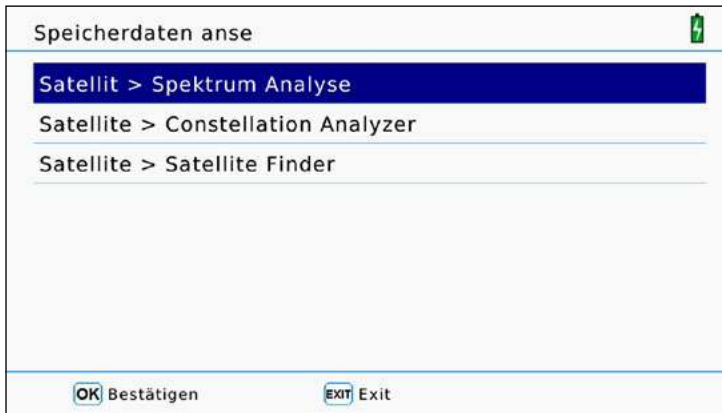 Speicherdaten anse
Satellit > Spektrum Analyse
Satellite > Constellation Analyzer
Satellite > Satellite Finder
OK Bestätigen EXIT Exit